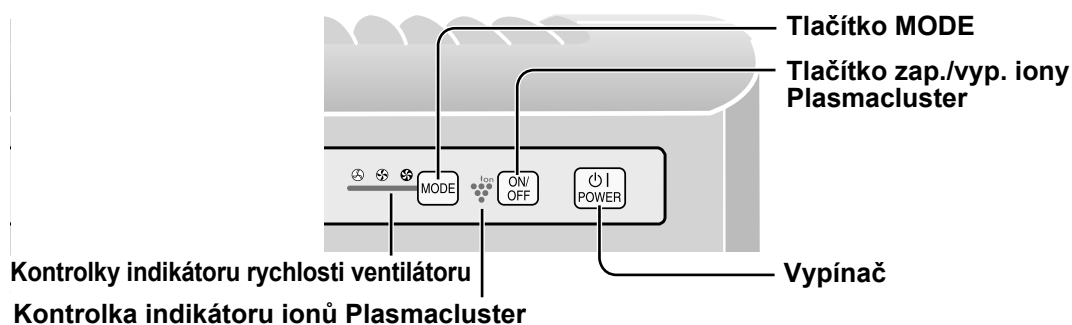 Tlačítko MODE
Tlačítko zap./vyp. iony
Plasmacluster
MODE
Ion
ON/
OFF
POWER
Kontrolky indikátoru rychlosti ventilátoru
Vypínač
Kontrolka indikátoru ionů Plasmacluster